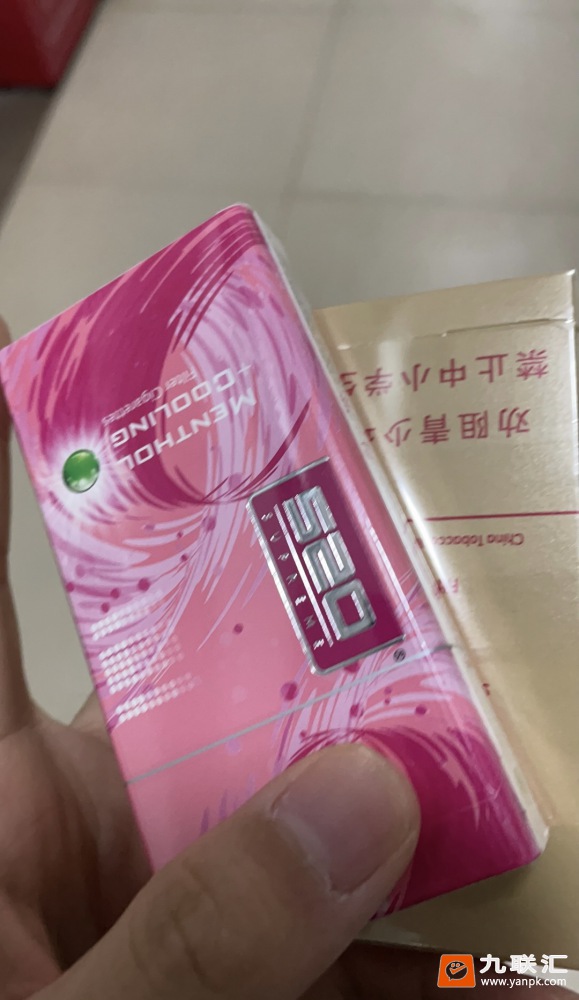 MENTHOL
COOLING
Filter Cigarettes
520
SUPREME
®
禁止中小学生
劝阻青少
China Tobacco
九联汇
www.yanpk.com